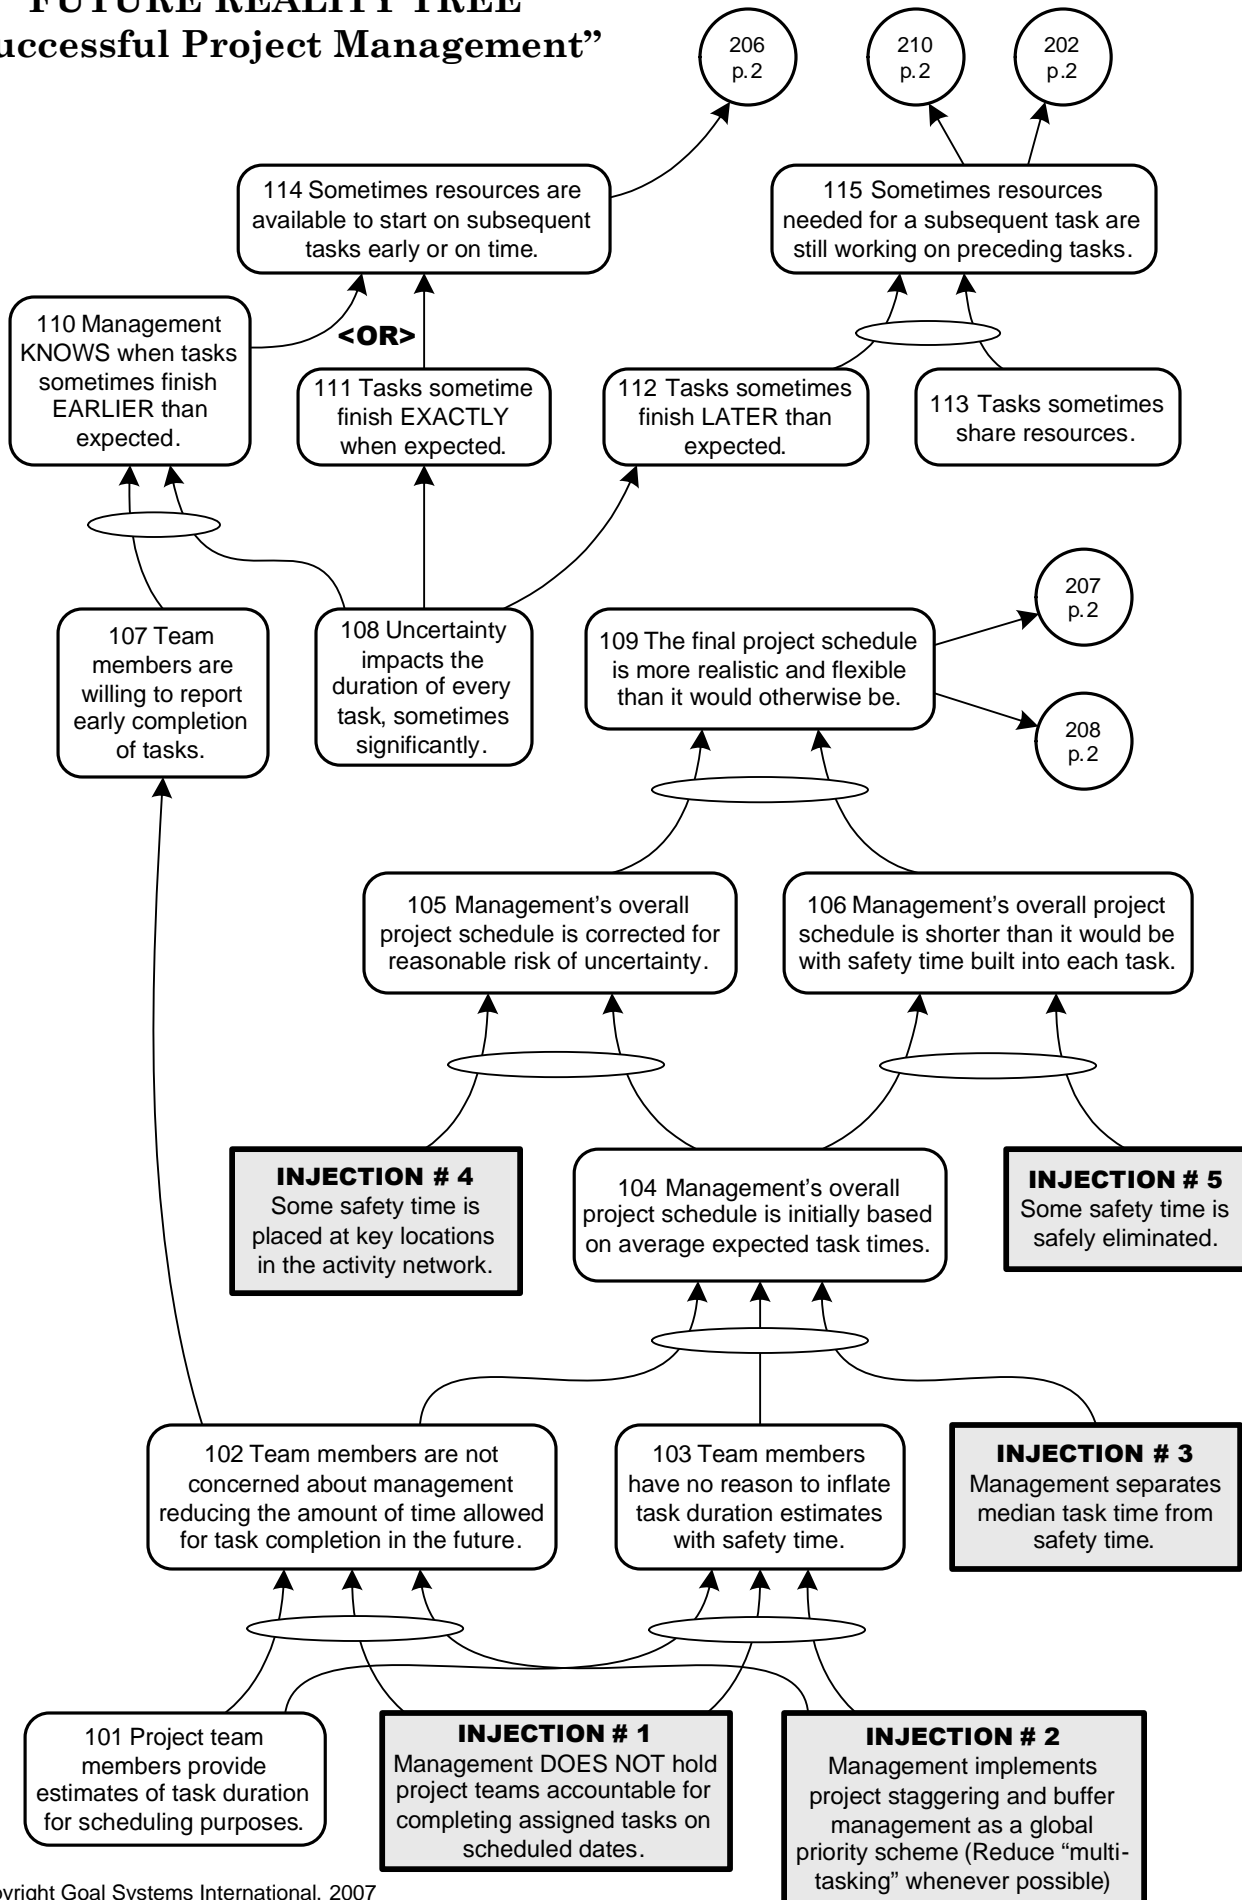 FUTURE REALITY TREE
uccessful Project Management”
206
p.2
210
p.2
202
p.2
114 Sometimes resources are
available to start on subsequent
tasks early or on time.
115 Sometimes resources
needed for a subsequent task are
still working on preceding tasks.
110 Management
KNOWS when tasks
sometimes finish
EARLIER than
expected.
<OR>
111 Tasks sometime
finish EXACTLY
when expected.
112 Tasks sometimes
finish LATER than
expected.
113 Tasks sometimes
share resources.
107 Team
members are
willing to report
early completion
of tasks.
108 Uncertainty
impacts the
duration of every
task, sometimes
significantly.
109 The final project schedule
is more realistic and flexible
than it would otherwise be.
207
p.2
208
p.2
105 Management’s overall
project schedule is corrected for
reasonable risk of uncertainty.
106 Management’s overall project
schedule is shorter than it would be
with safety time built into each task.
INJECTION # 4
Some safety time is
placed at key locations
in the activity network.
104 Management’s overall
project schedule is initially based
on average expected task times.
INJECTION # 5
Some safety time is
safely eliminated.
102 Team members are not
concerned about management
reducing the amount of time allowed
for task completion in the future.
103 Team members
have no reason to inflate
task duration estimates
with safety time.
INJECTION # 3
Management separates
median task time from
safety time.
101 Project team
members provide
estimates of task duration
for scheduling purposes.
INJECTION # 1
Management DOES NOT hold
project teams accountable for
completing assigned tasks on
scheduled dates.
INJECTION # 2
Management implements
project staggering and buffer
management as a global
priority scheme (Reduce “multi-
tasking” whenever possible)
pyright Goal Systems International, 2007